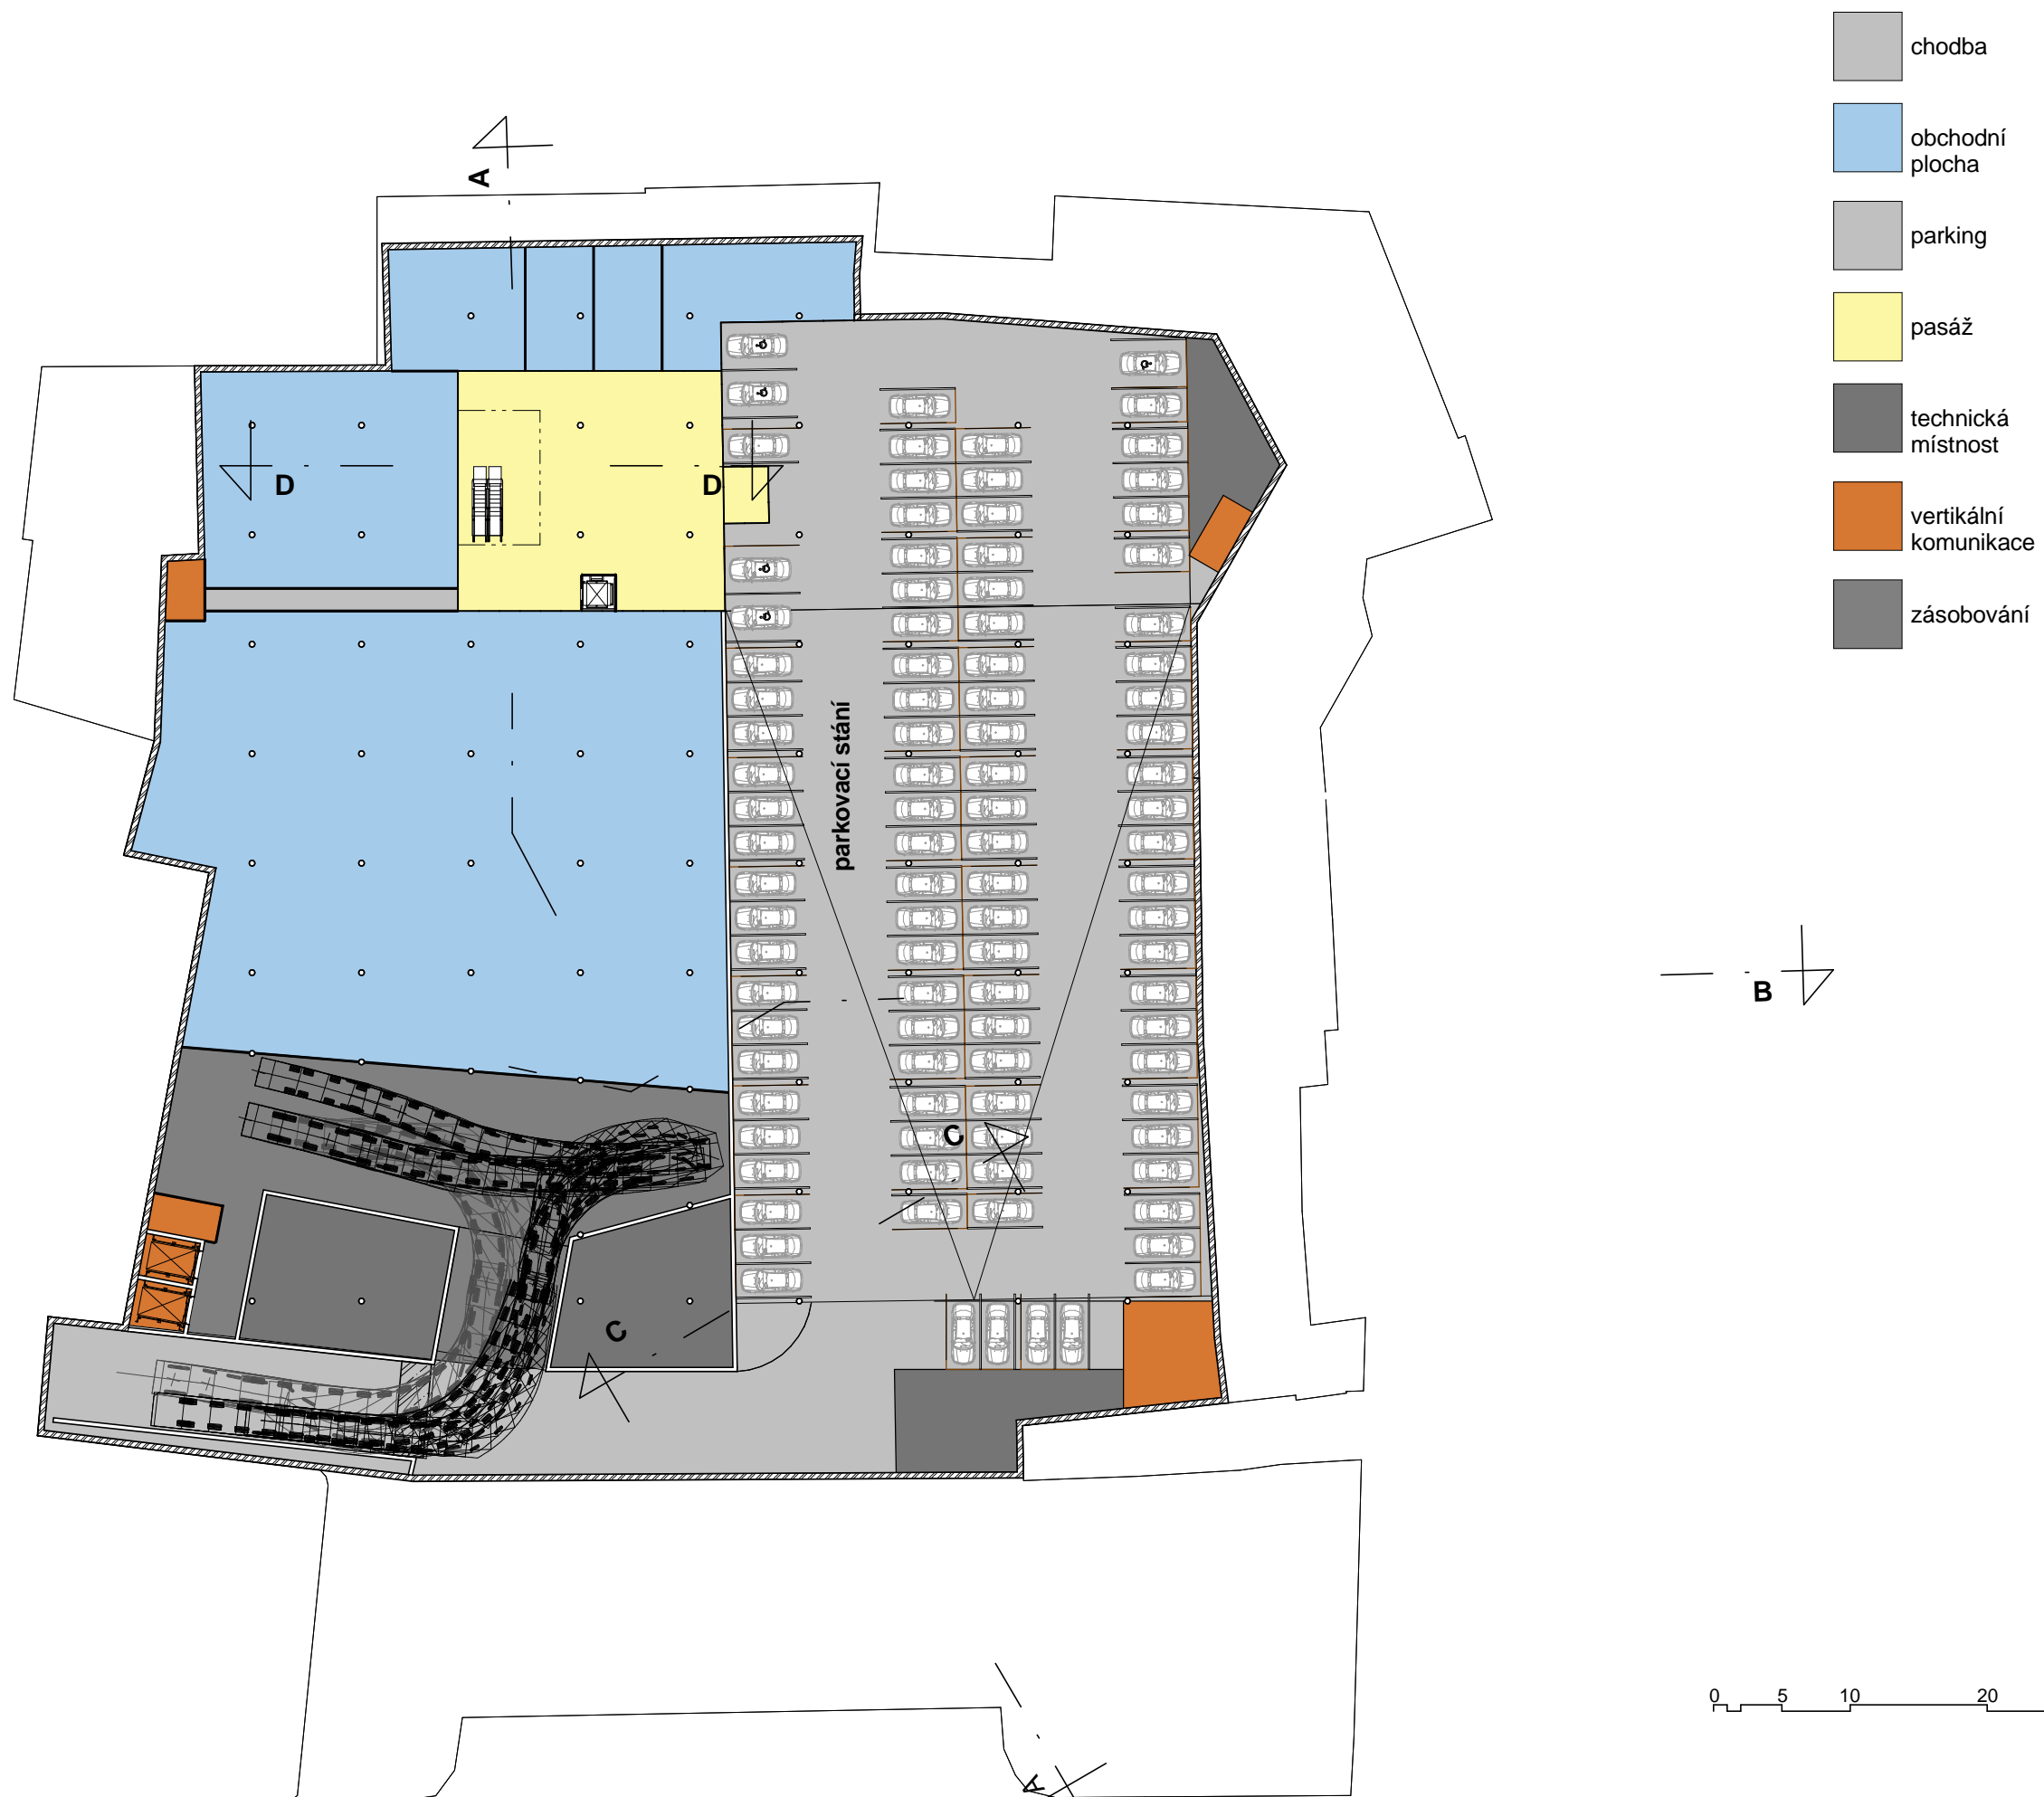 chodba
obchodní
plocha
parking
pasáž
technická
místnost
vertikální
komunikace
zásobování
A
D
D
parkovací stání
B
C
C
A
0 5 10 20